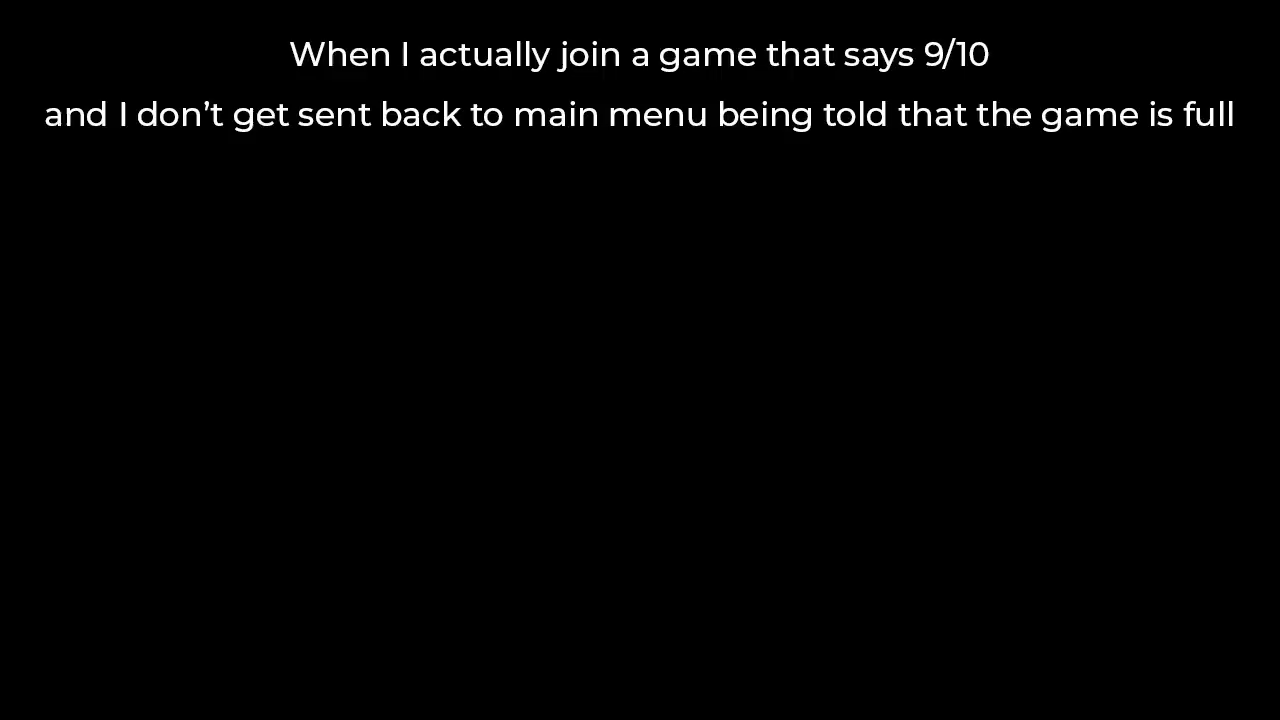 When I actually join a game that says 9/10
and I don’t get sent back to main menu being told that the game is full